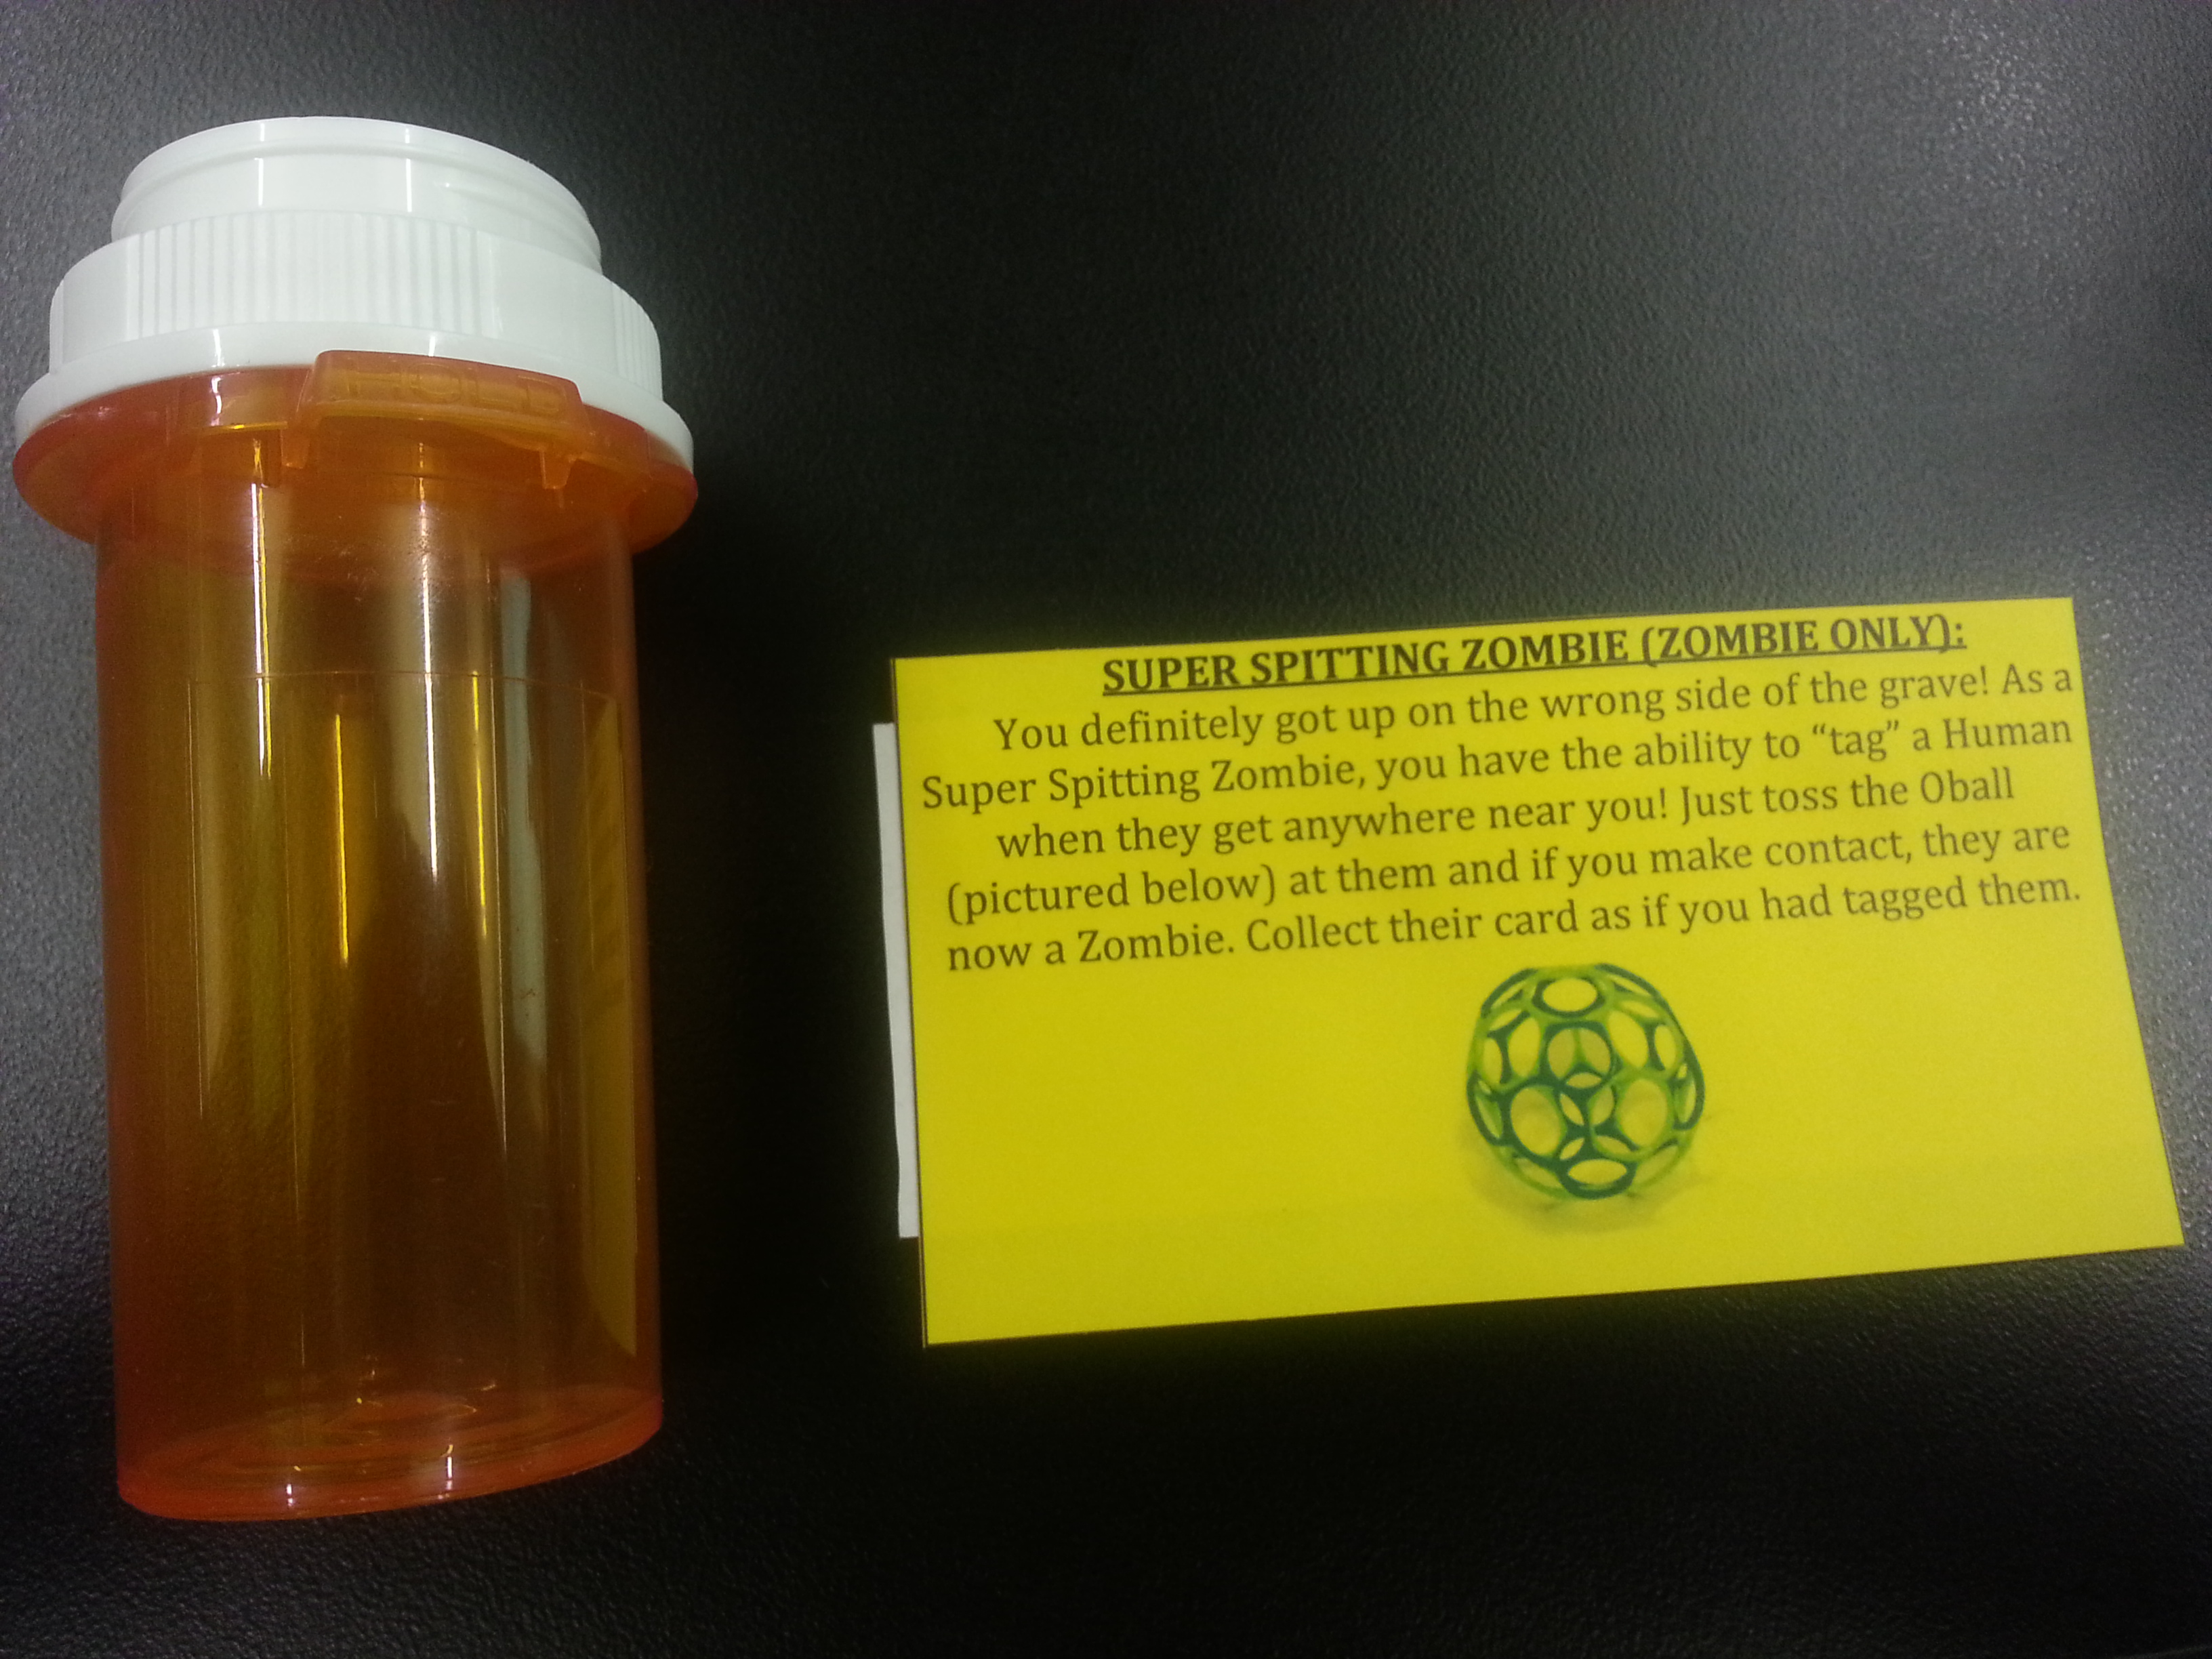 HOLD
SUPER SPITTING ZOMBIE (ZOMBIE ONLY):
You definitely got up on the wrong side of the grave! As a
Super Spitting Zombie, you have the ability to “tag” a Human
when they get anywhere near you! Just toss the Oball
(pictured below) at them and if you make contact, they are
now a Zombie. Collect their card as if you had tagged them.